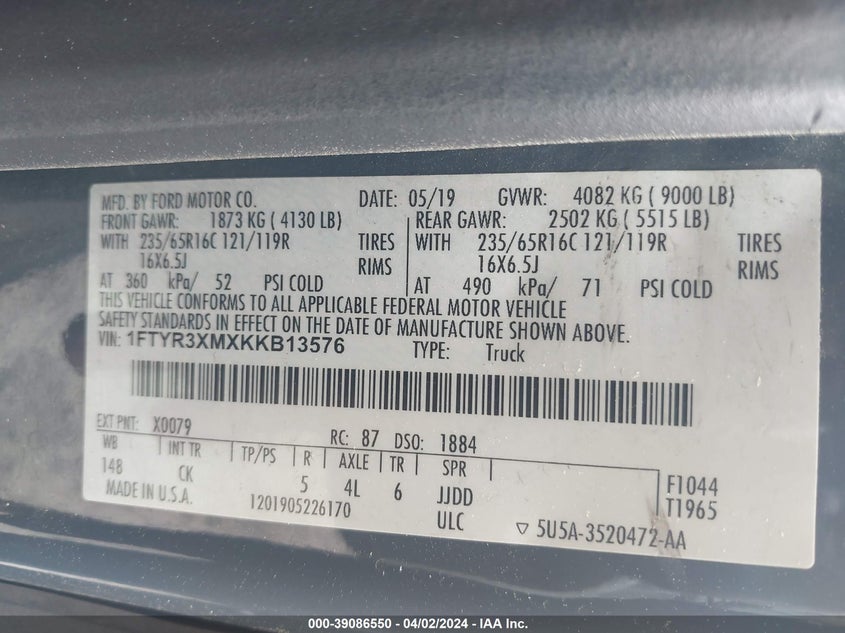 MFD. BY FORD MOTOR CO. DATE: 05/19 GVWR: 4082 KG ( 9000 LB)
FRONT GAWR: 1873 KG ( 4130 LB) REAR GAWR: 2502 KG ( 5515 LB)
WITH 235/65R16C 121/119R TIRES WITH 235/65R16C 121/119R TIRES
16X6.5J RIMS 16X6.5J RIMS
AT 360 kPa/ 52 PSI COLD AT 490 kPa/ 71 PSI COLD
THIS VEHICLE CONFORMS TO ALL APPLICABLE FEDERAL MOTOR VEHICLE
SAFETY STANDARDS IN EFFECT ON THE DATE OF MANUFACTURE SHOWN ABOVE.
VIN: 1FTYR3XMXKKB13576 TYPE: Truck
EXT PNT: X0079 RC: 87 DSO: 1884
WB INT TR TP/PS R AXLE TR SPR F1044
148 CK 5 4L 6 JJDD T1965
MADE IN U.S.A. 1201905226170 ULC ▽ 5U5A-3520472-AA
000-39086550 / 04/02/2024 - IAA Inc.